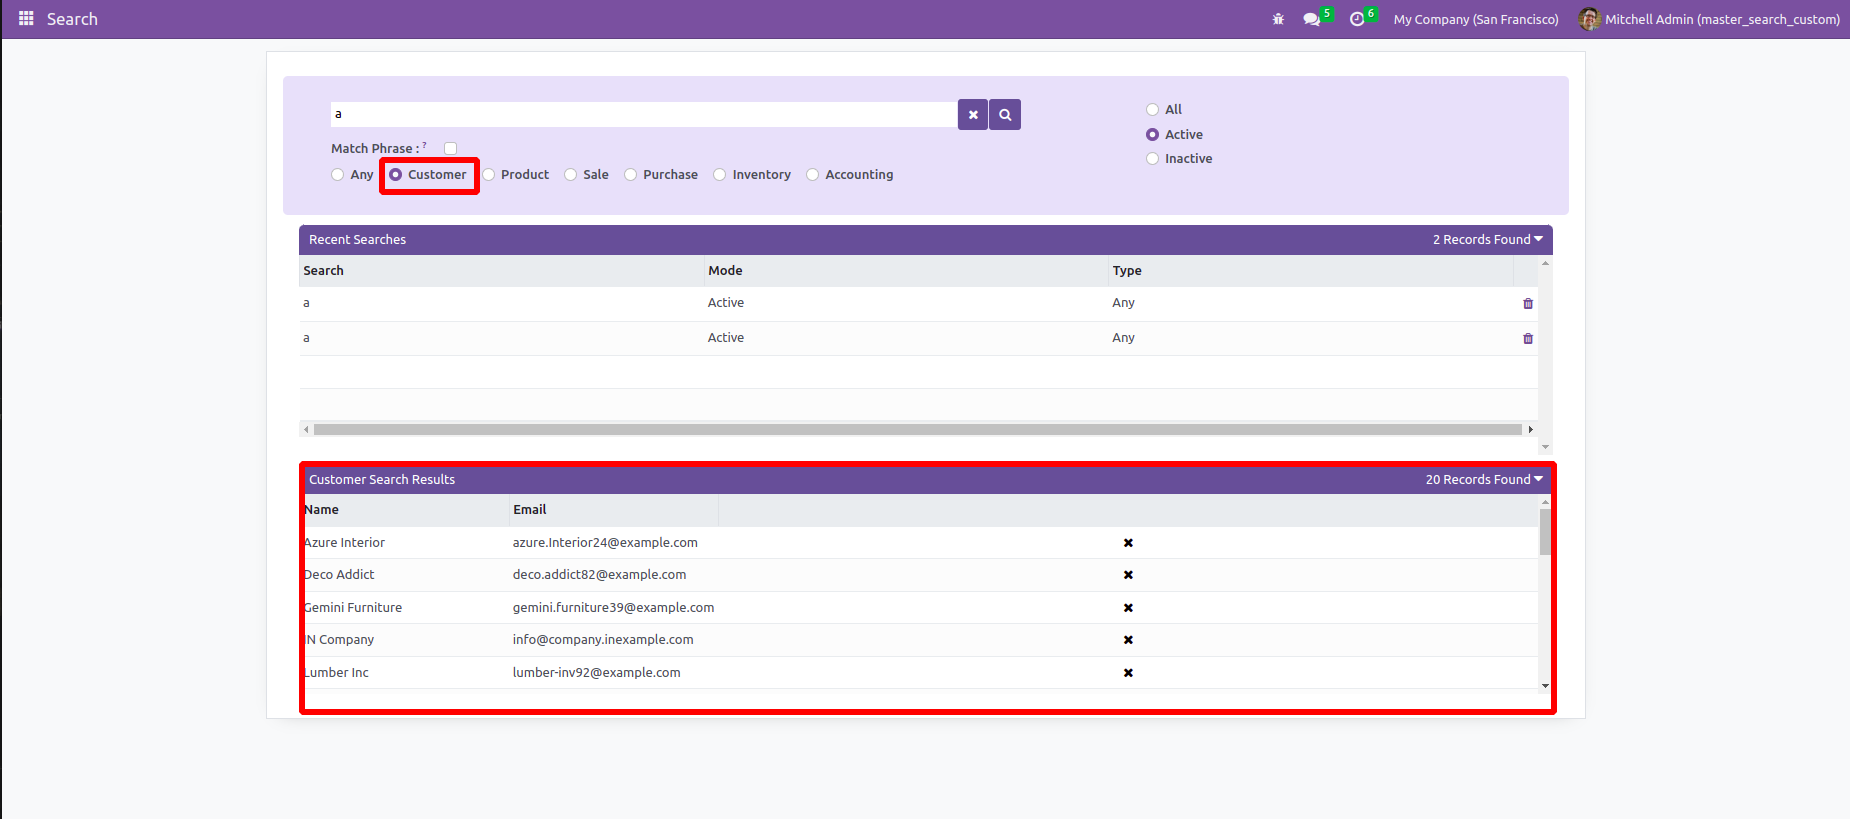 Search 5 6 My Company (San Francisco) Mitchell Admin (master_search_custom)
a
All
Match Phrase : ?
Active
Inactive
Any Customer Product Sale Purchase Inventory Accounting
Recent Searches 2 Records Found
Search Mode Type
a Active Any
a Active Any
Customer Search Results 20 Records Found
Name Email
Azure Interior azure.Interior24@example.com
Deco Addict deco.addict82@example.com
Gemini Furniture gemini.furniture39@example.com
IN Company info@company.inexample.com
Lumber Inc lumber-inv92@example.com